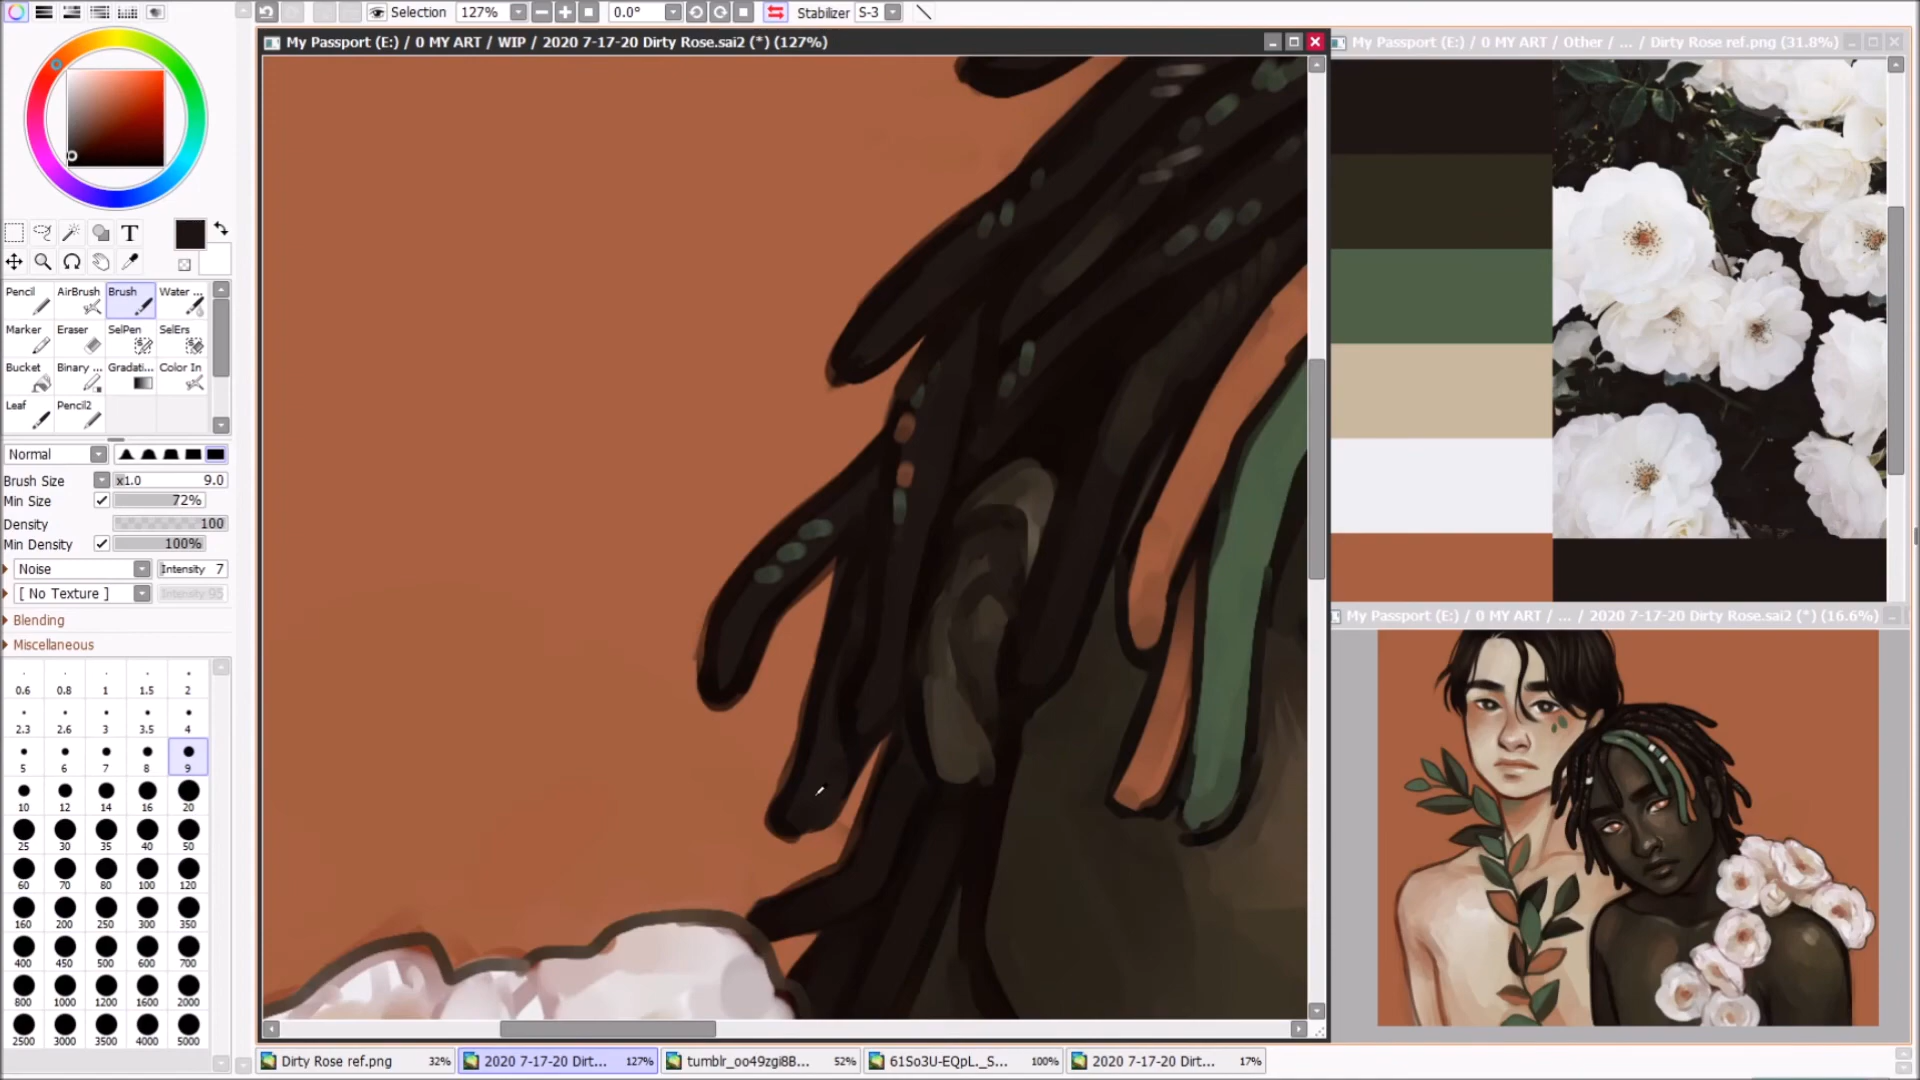 Selection 127% 0.0° Stabilizer S-3
My Passport (E:) / 0 MY ART / WIP / 2020 7-17-20 Dirty Rose.sai2 (*) (127%)
My Passport (E:) / 0 MY ART / Other / ... / Dirty Rose ref.png (31.8%)
T
Pencil AirBrush Brush Water ...
Marker Eraser SelPen SelErs
Bucket Binary ... Gradati... Color In
Leaf Pencil2
Normal
Brush Size x1.0 9.0
Min Size 72%
Density 100
Min Density 100%
Noise Intensity 7
[ No Texture ] Intensity 95
Blending
Miscellaneous
0.6 0.8 1 1.5 2
2.3 2.6 3 3.5 4
5 6 7 8 9
10 12 14 16 20
25 30 35 40 50
60 70 80 100 120
160 200 250 300 350
400 450 500 600 700
800 1000 1200 1600 2000
2500 3000 3500 4000 5000
My Passport (E:) / 0 MY ART / ... / 2020 7-17-20 Dirty Rose.sai2 (*) (16.6%)
Dirty Rose ref.png 32% 2020 7-17-20 Dirt... 127% tumblr_oo49zgi8B... 52% 61So3U-EQpL._S... 100% 2020 7-17-20 Dirt... 17%